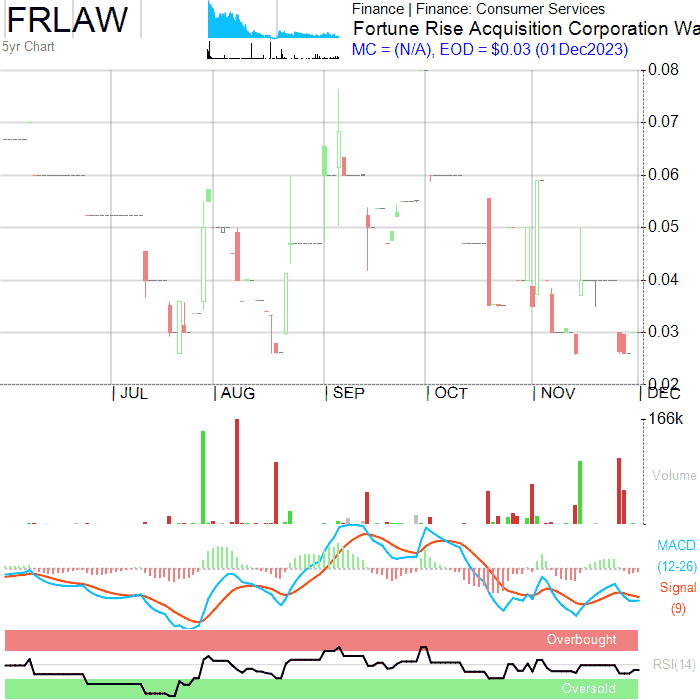 FRLAW
5yr Chart
Finance | Finance: Consumer Services
Fortune Rise Acquisition Corporation Wa
MC = (N/A), EOD = $0.03 (01Dec2023)
0.08
0.07
0.06
0.05
0.04
0.03
0.02
JUL AUG SEP OCT NOV DEC
166k
Volume
MACD
(12-26)
Signal
(9)
Overbought
RSI(14)
Oversold